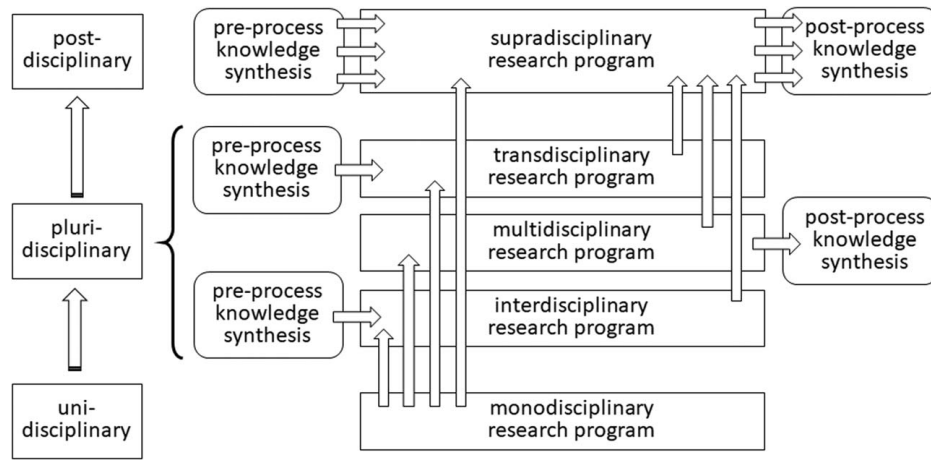 post-
disciplinary
pre-process
knowledge
synthesis
supradisciplinary
research program
post-process
knowledge
synthesis
pre-process
knowledge
synthesis
transdisciplinary
research program
pluri-
disciplinary
multidisciplinary
research program
post-process
knowledge
synthesis
pre-process
knowledge
synthesis
interdisciplinary
research program
uni-
disciplinary
monodisciplinary
research program